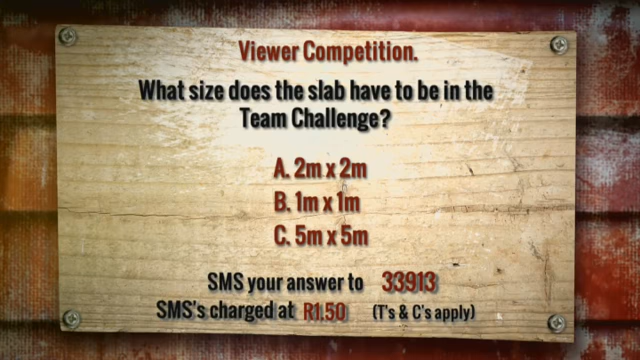 Viewer Competition.
What size does the slab have to be in the
Team Challenge?
A. 2m x 2m
B. 1m x 1m
C. 5m x 5m
SMS your answer to 33913
SMS's charged at R1.50 (T's & C's apply)